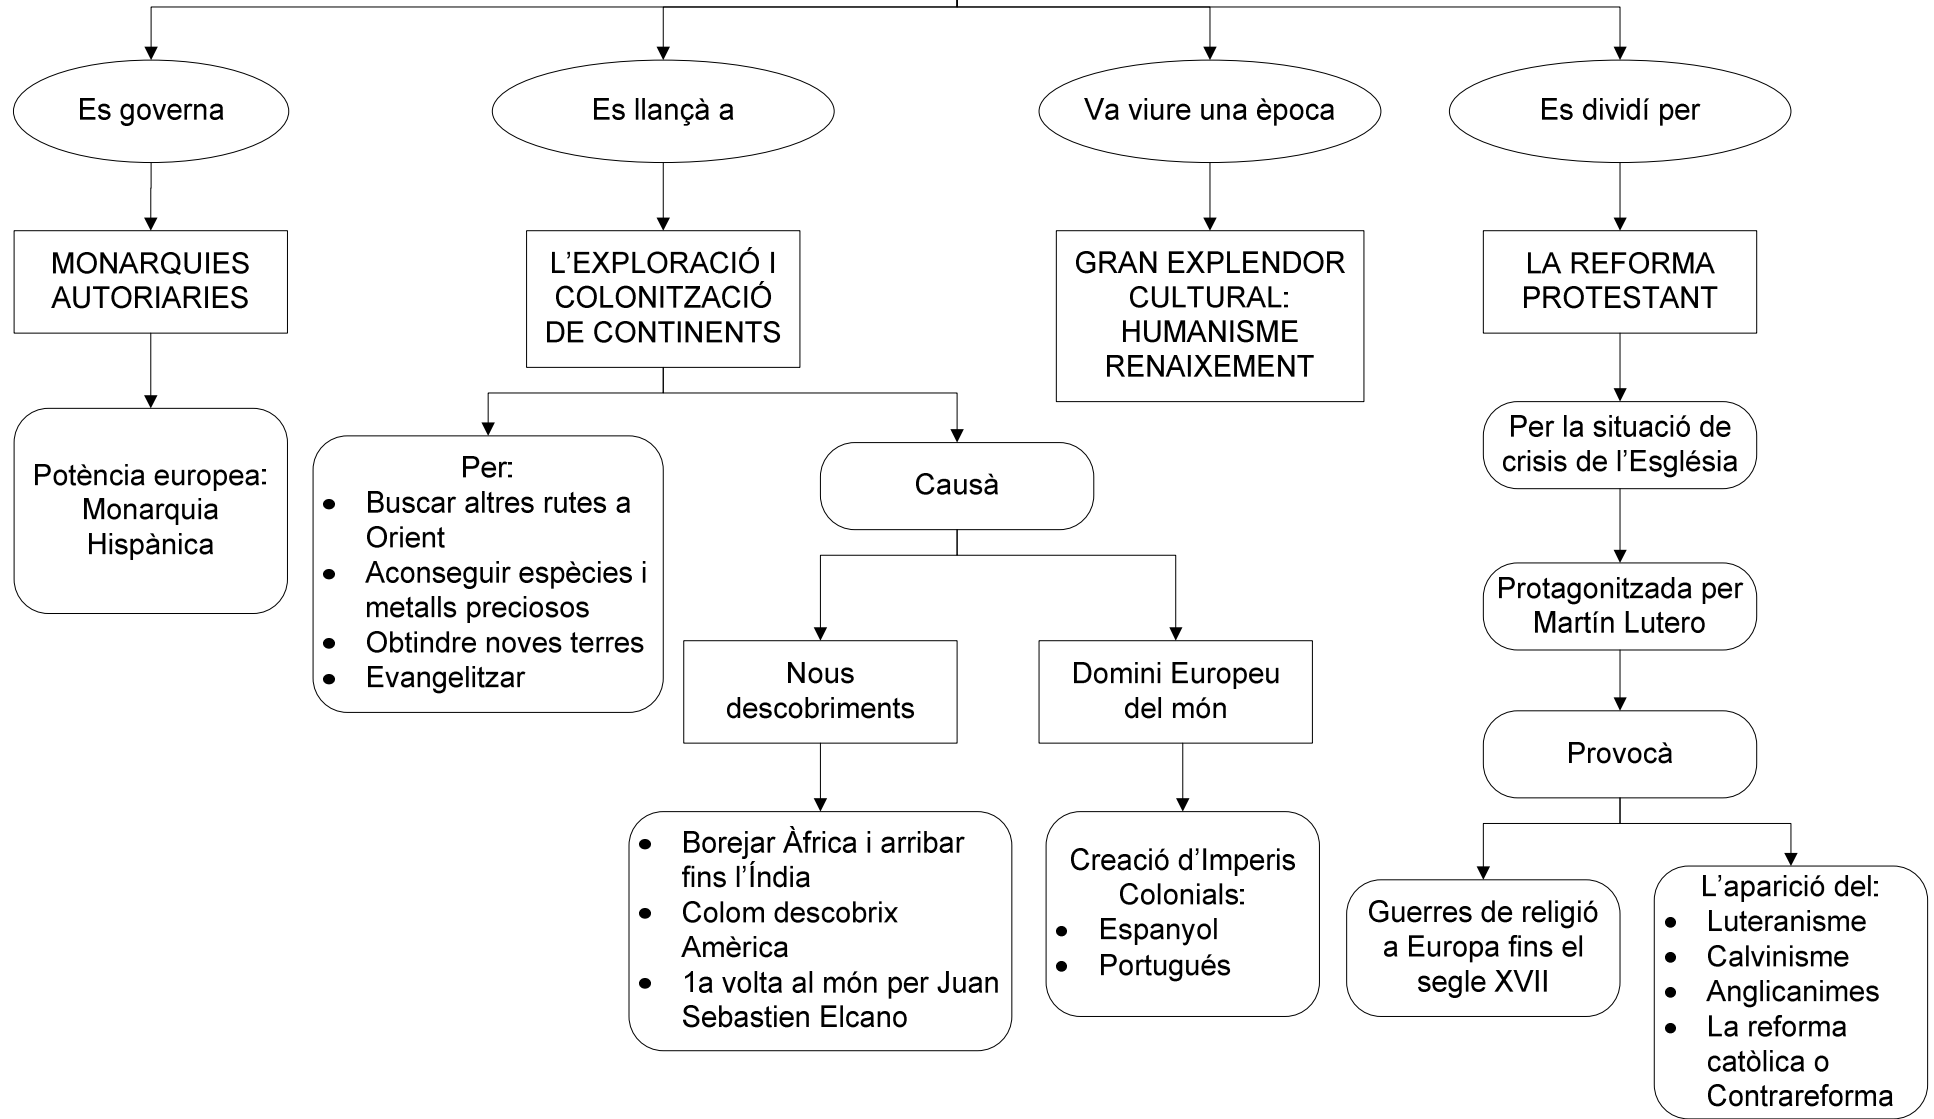 Es governa
Es llançà a
Va viure una època
Es dividí per
MONARQUIES
AUTORIARIES
L’EXPLORACIÓ I
COLONITZACIÓ
DE CONTINENTS
GRAN EXPLENDOR
CULTURAL:
HUMANISME
RENAIXEMENT
LA REFORMA
PROTESTANT
Potència europea:
Monarquia
Hispànica
Per:
• Buscar altres rutes a
Orient
• Aconseguir espècies i
metalls preciosos
• Obtindre noves terres
• Evangelitzar
Causà
Per la situació de
crisis de l’Església
Protagonitzada per
Martín Lutero
Nous
descobriments
Domini Europeu
del món
Provocà
• Borejar Àfrica i arribar
fins l’Índia
• Colom descobrix
Amèrica
• 1a volta al món per Juan
Sebastien Elcano
Creació d’Imperis
Colonials:
• Espanyol
• Portugués
Guerres de religió
a Europa fins el
segle XVII
L’aparició del:
• Luteranisme
• Calvinisme
• Anglicanimes
• La reforma
catòlica o
Contrareforma